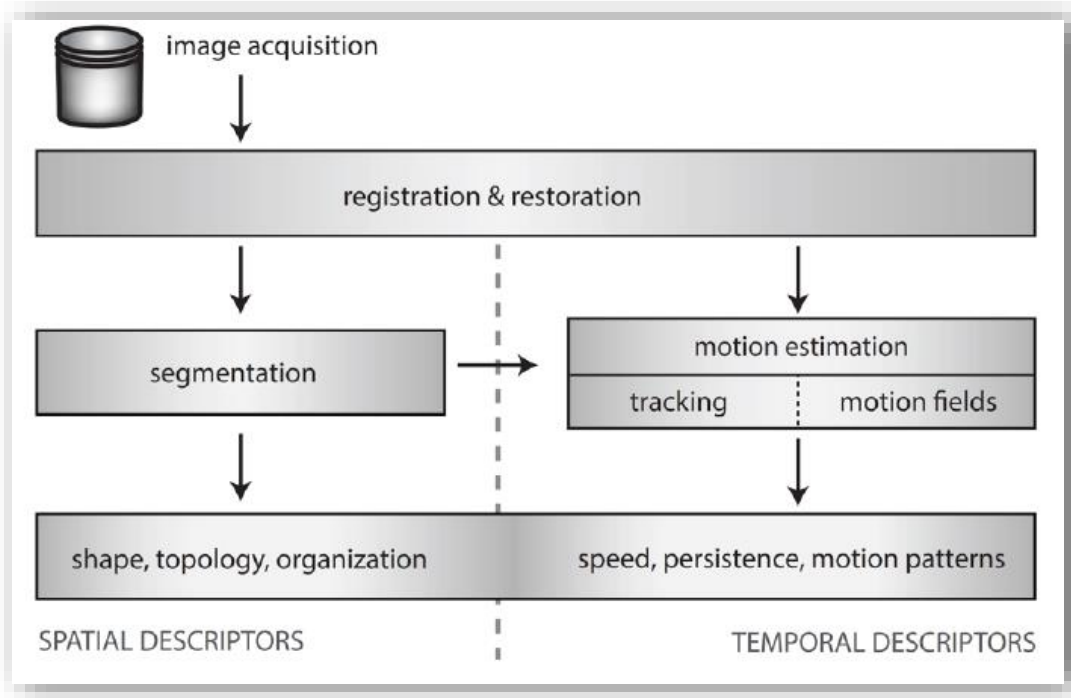 image acquisition
registration & restoration
segmentation
motion estimation
tracking
motion fields
shape, topology, organization
speed, persistence, motion patterns
SPATIAL DESCRIPTORS
TEMPORAL DESCRIPTORS